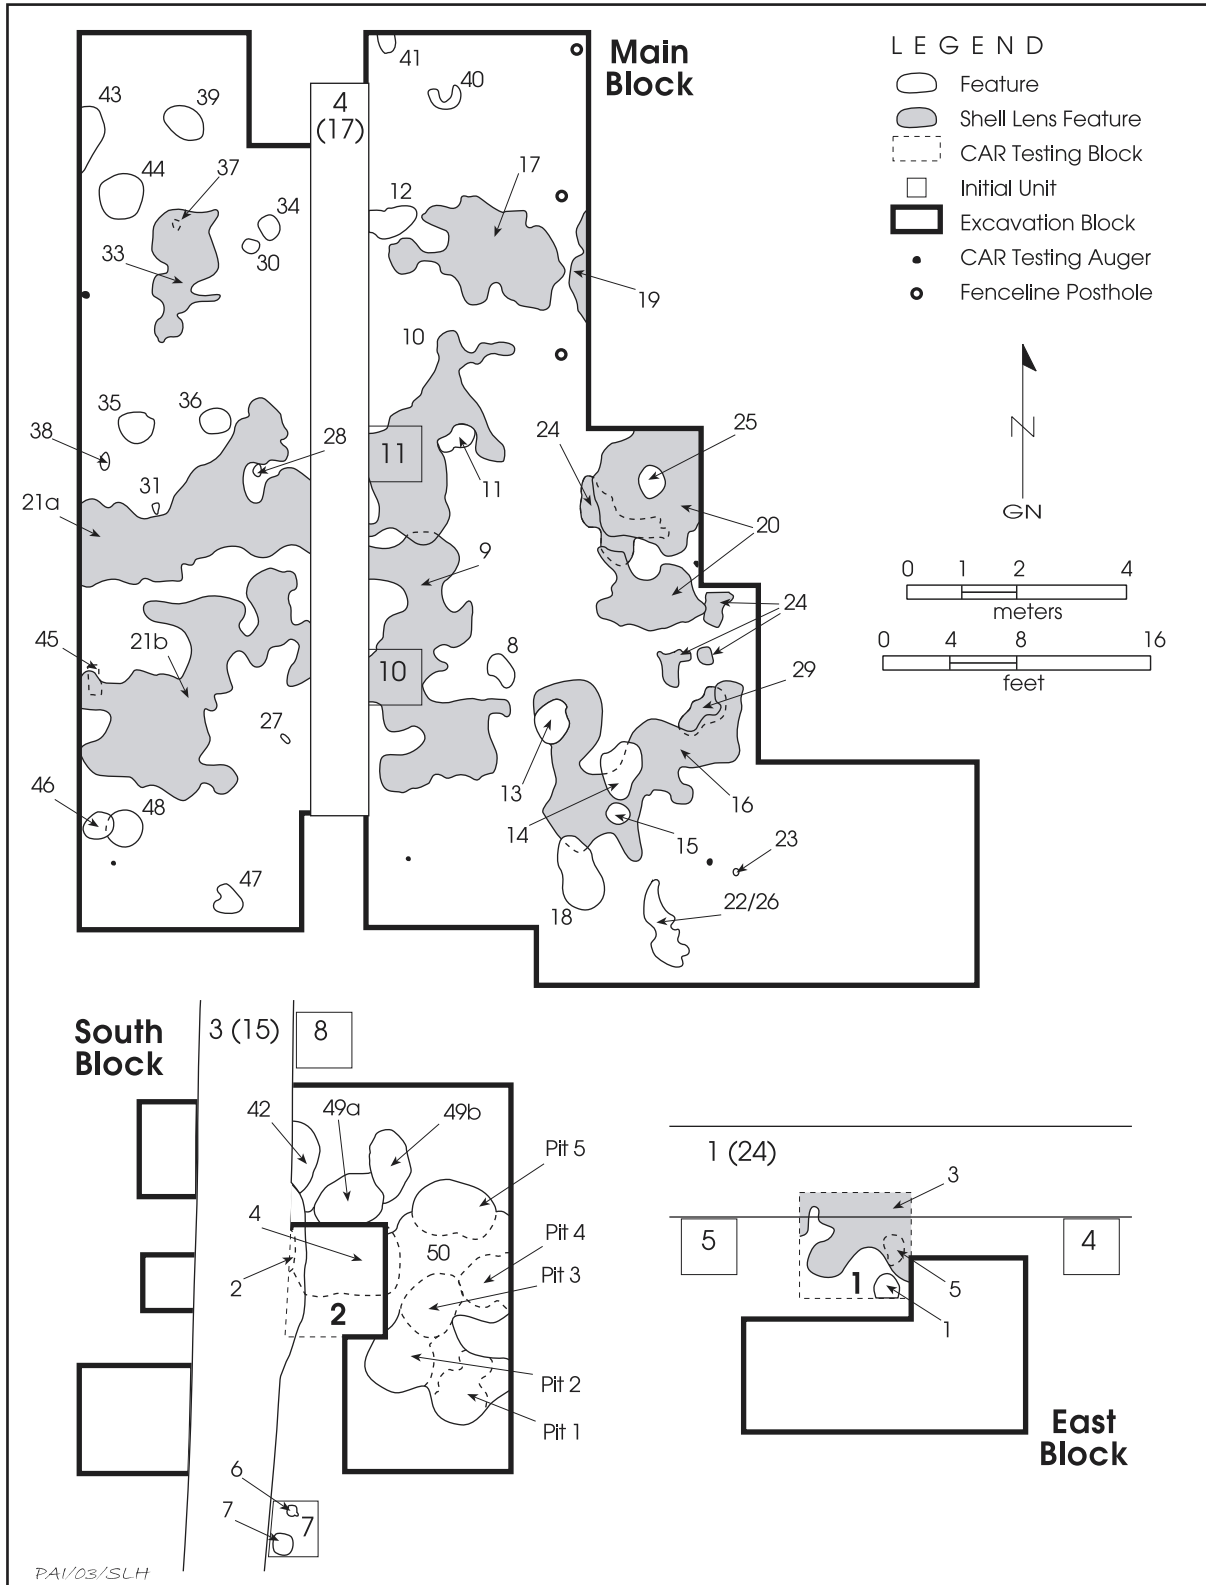 Main
Block
LEGEND
Feature
Shell Lens Feature
CAR Testing Block
Initial Unit
Excavation Block
CAR Testing Auger
Fenceline Posthole
N
GN
0 1 2 4
meters
0 4 8 16
feet
41
40
4
(17)
43
39
44
37
34
12
17
33
30
19
10
35
36
38
28
11
11
24
25
31
21a
20
9
24
45
21b
10
8
29
27
13
46
48
14
15
16
23
47
18
22/26
South
Block
3 (15)
8
42
49a
49b
Pit 5
4
50
Pit 4
2
Pit 3
2
Pit 2
Pit 1
6
7
7
1 (24)
3
5
4
1
5
1
East
Block
PAI/03/SLH